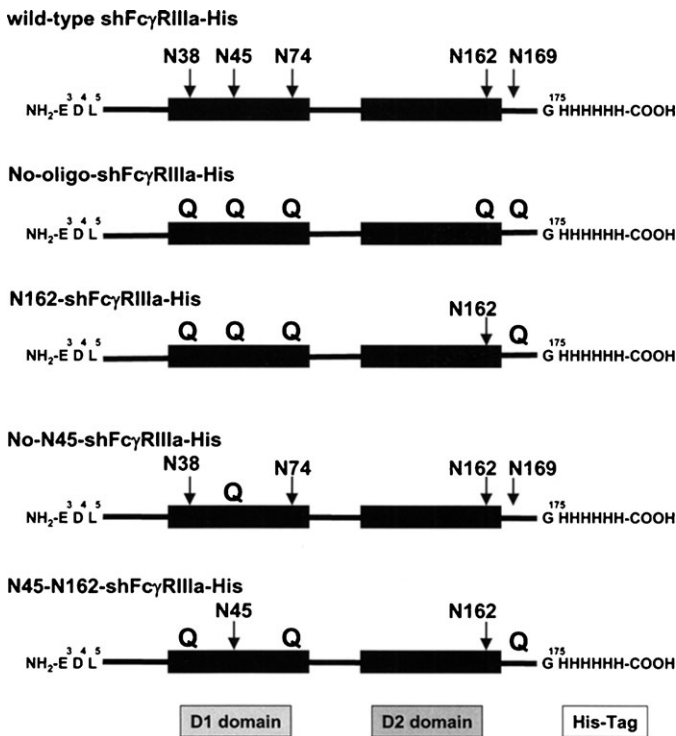 wild-type shFcγRIIIa-His
N38 N45 N74 N162 N169
NH₂-E D L 3 4 5 175 G HHHHHH-COOH
No-oligo-shFcγRIIIa-His
Q Q Q Q Q
NH₂-E D L 3 4 5 175 G HHHHHH-COOH
N162-shFcγRIIIa-His
N162
Q Q Q Q
NH₂-E D L 3 4 5 175 G HHHHHH-COOH
No-N45-shFcγRIIIa-His
N38 N74 N162 N169
Q
NH₂-E D L 3 4 5 175 G HHHHHH-COOH
N45-N162-shFcγRIIIa-His
N45 N162
Q Q Q
NH₂-E D L 3 4 5 175 G HHHHHH-COOH
D1 domain D2 domain His-Tag